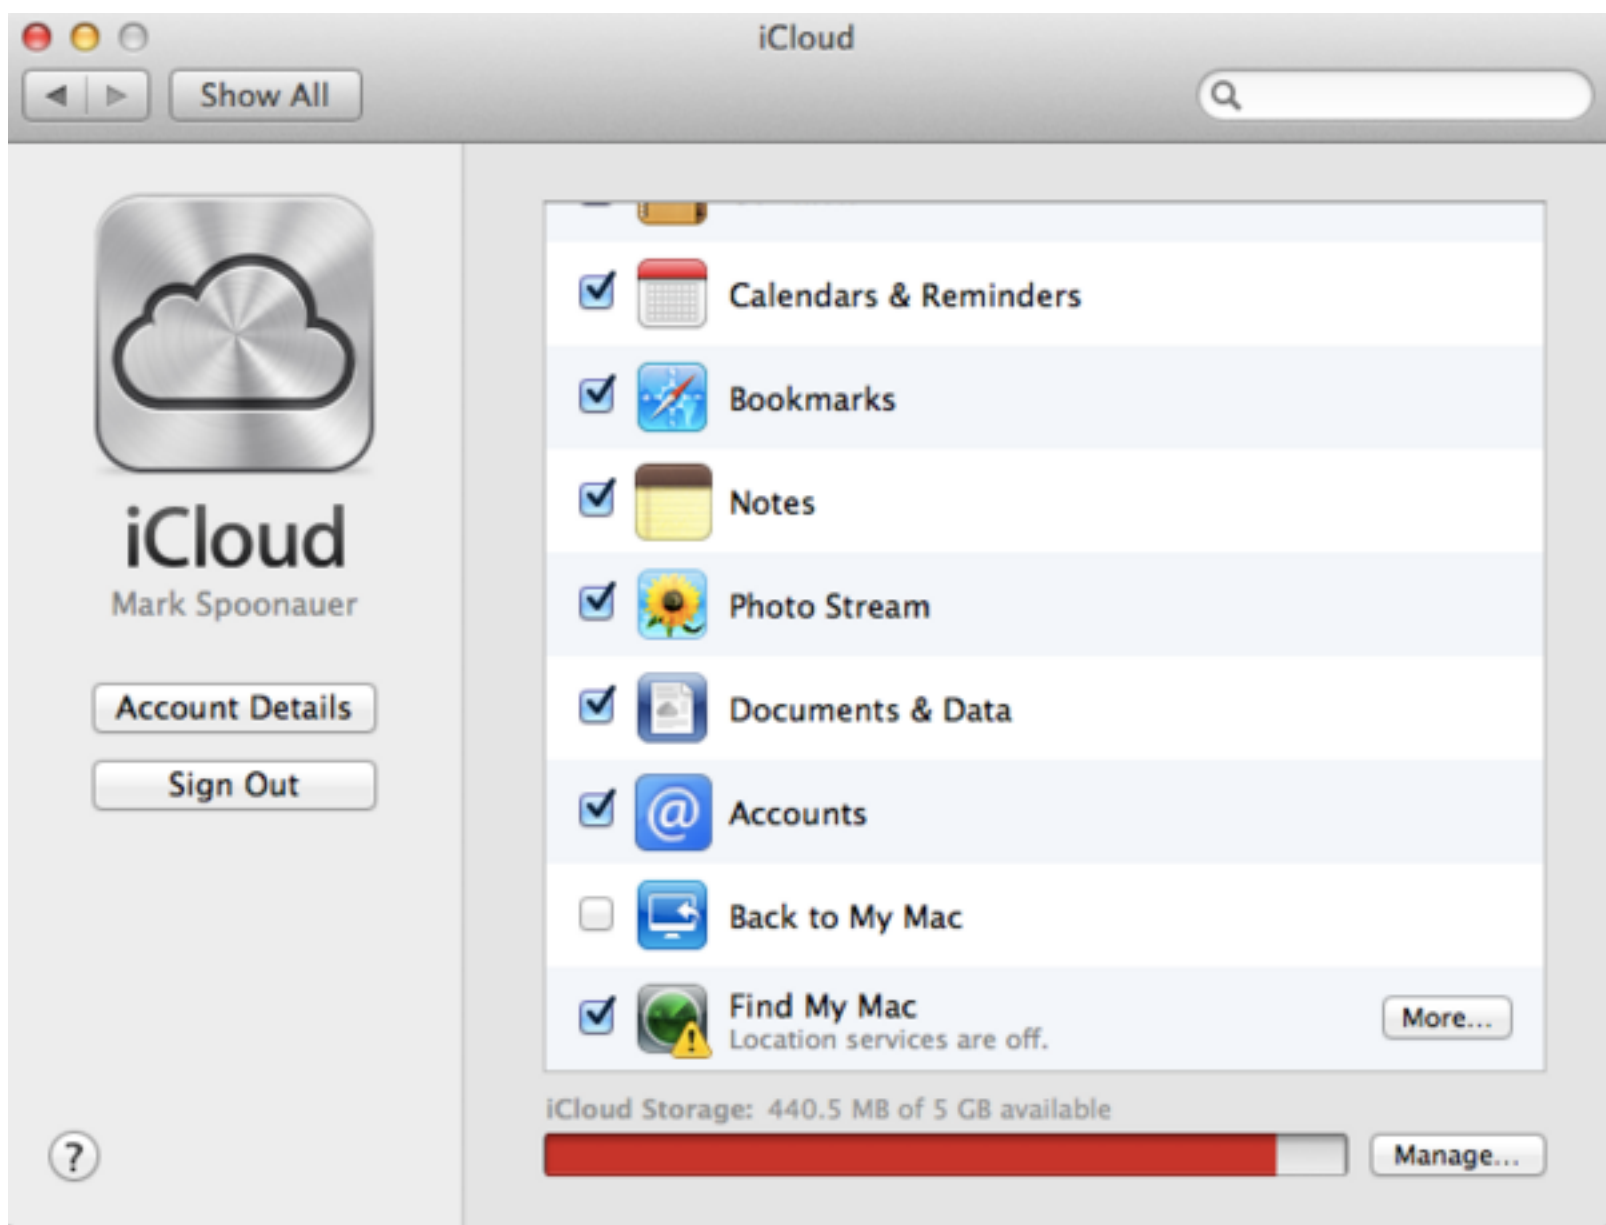 iCloud
Show All
iCloud
Mark Spoonauer
Account Details
Sign Out
?
Calendars & Reminders
Bookmarks
Notes
Photo Stream
Documents & Data
@
Accounts
Back to My Mac
Find My Mac
Location services are off.
More...
iCloud Storage: 440.5 MB of 5 GB available
Manage...